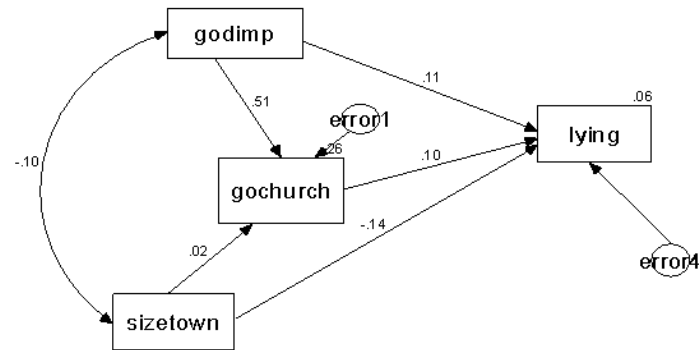 godimp
.51
.11
error1
.06
lying
-.10
.26
gochurch
.10
-.14
.02
error4
sizetown